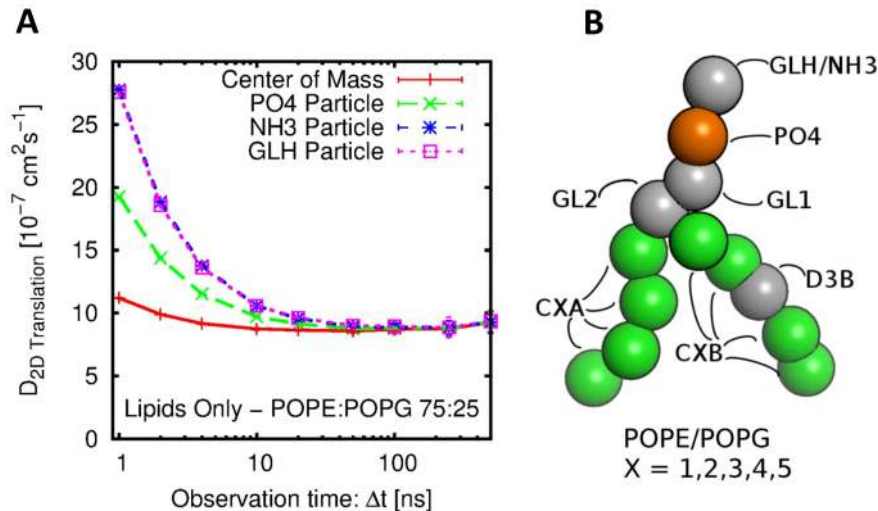 A
D2D Translation [10⁻⁷ cm²s⁻¹]
30
25
20
15
10
5
0
Center of Mass
PO4 Particle
NH3 Particle
GLH Particle
Lipids Only – POPE:POPG 75:25
1 10 100
Observation time: Δt [ns]
B
GLH/NH3
PO4
GL2
GL1
D3B
CXA
CXB
POPE/POPG
X = 1,2,3,4,5